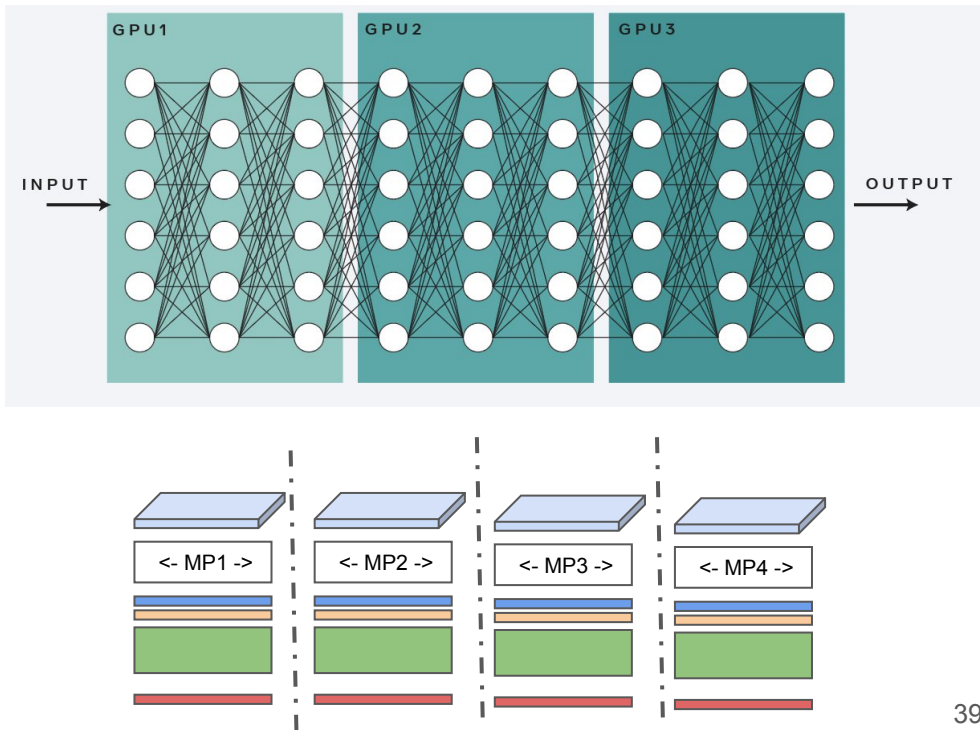 GPU1 GPU2 GPU3
INPUT
OUTPUT
<- MP1 -> <- MP2 -> <- MP3 -> <- MP4 ->
39